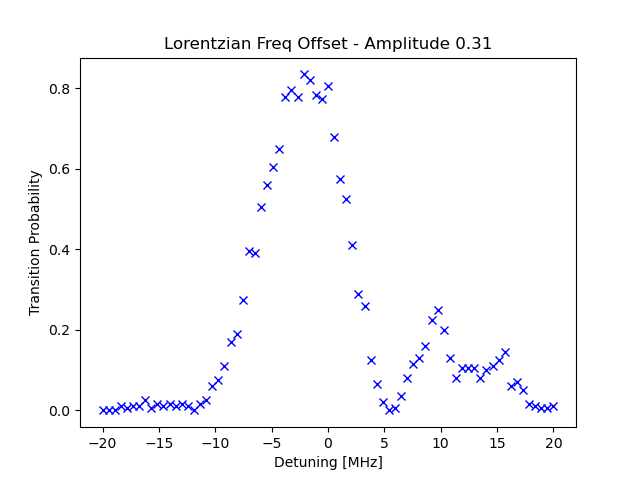 Lorentzian Freq Offset - Amplitude 0.31
Transition Probability
0.8
0.6
0.4
0.2
0.0
−20 −15 −10 −5 0 5 10 15 20
Detuning [MHz]